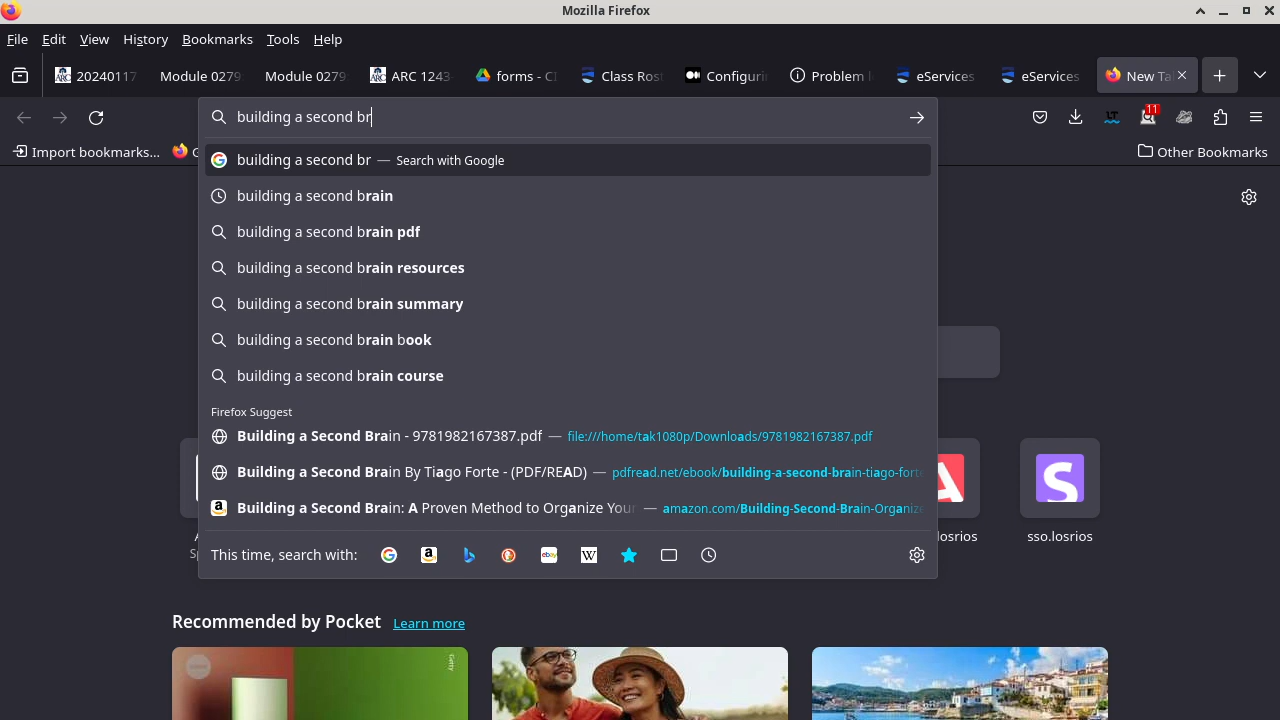 Mozilla Firefox
File Edit View History Bookmarks Tools Help
20240117 Module 0279 Module 0279 ARC 1243 forms - C Class Ros Configuri Problem eServices eServices New Ta
building a second br
11
Import bookmarks... G Other Bookmarks
building a second br — Search with Google
building a second brain
building a second brain pdf
building a second brain resources
building a second brain summary
building a second brain book
building a second brain course
Firefox Suggest
Building a Second Brain - 9781982167387.pdf — file:///home/tak1080p/Downloads/9781982167387.pdf
Building a Second Brain By Tiago Forte - (PDF/READ) — pdfread.net/ebook/building-a-second-brain-tiago-forte
Building a Second Brain: A Proven Method to Organize Your — amazon.com/Building-Second-Brain-Organize
losrios sso.losrios
This time, search with:
Recommended by Pocket Learn more
Getty